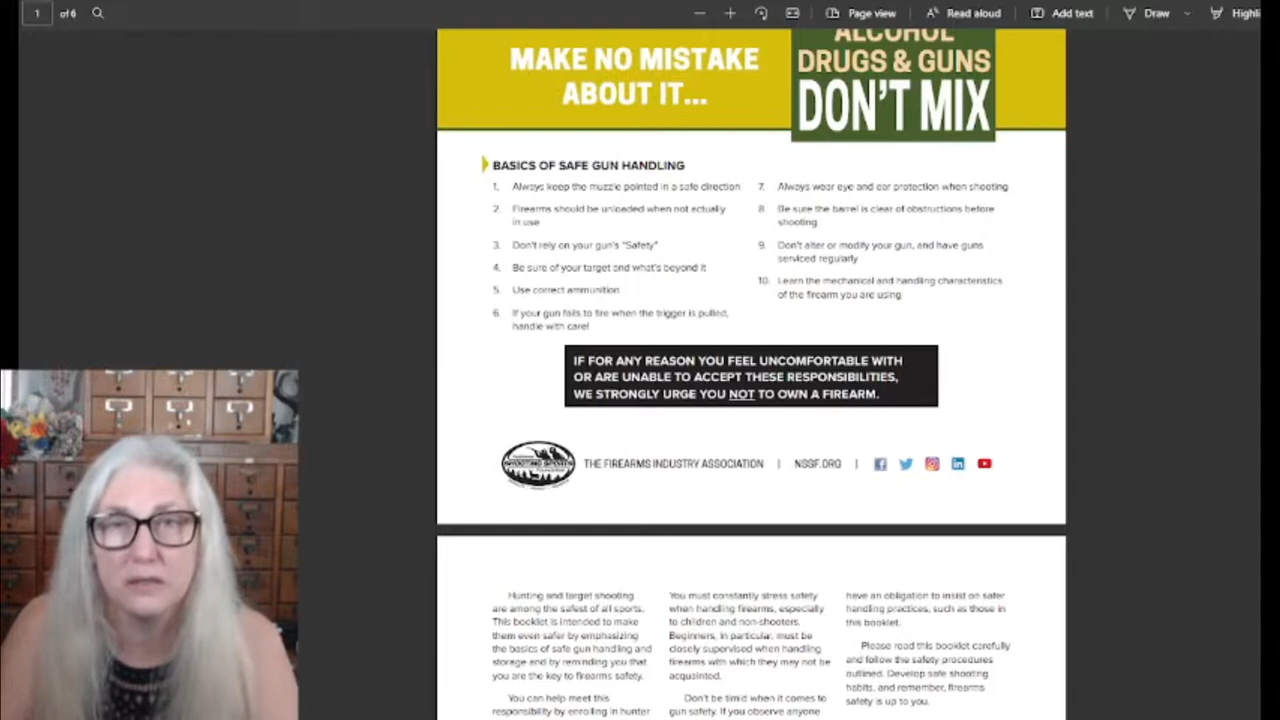 1 of 6
Page view
Read aloud
Add text
Draw
Highli
MAKE NO MISTAKE
ABOUT IT...
ALCOHOL
DRUGS & GUNS
DON'T MIX
BASICS OF SAFE GUN HANDLING
1. Always keep the muzzle pointed in a safe direction
2. Firearms should be unloaded when not actually
in use
3. Don't rely on your gun's "Safety"
4. Be sure of your target and what's beyond it
5. Use correct ammunition
6. If your gun fails to fire when the trigger is pulled,
handle with care!
7. Always wear eye and ear protection when shooting
8. Be sure the barrel is clear of obstructions before
shooting
9. Don't alter or modify your gun, and have guns
serviced regularly
10. Learn the mechanical and handling characteristics
of the firearm you are using
IF FOR ANY REASON YOU FEEL UNCOMFORTABLE WITH
OR ARE UNABLE TO ACCEPT THESE RESPONSIBILITIES,
WE STRONGLY URGE YOU NOT TO OWN A FIREARM.
SHOOTING SPORTS
THE FIREARMS INDUSTRY ASSOCIATION | NSSF.ORG |
Hunting and target shooting
are among the safest of all sports.
This booklet is intended to make
them even safer by emphasizing
the basics of safe gun handling and
storage and by reminding you that
you are the key to firearms safety.
You can help meet this
responsibility by enrolling in hunter
You must constantly stress safety
when handling firearms, especially
to children and non-shooters.
Beginners, in particular, must be
closely supervised when handling
firearms with which they may not be
acquainted.
Don't be timid when it comes to
gun safety. If you observe anyone
have an obligation to insist on safer
handling practices, such as those in
this booklet.
Please read this booklet carefully
and follow the safety procedures
outlined. Develop safe shooting
habits, and remember, firearms
safety is up to you.